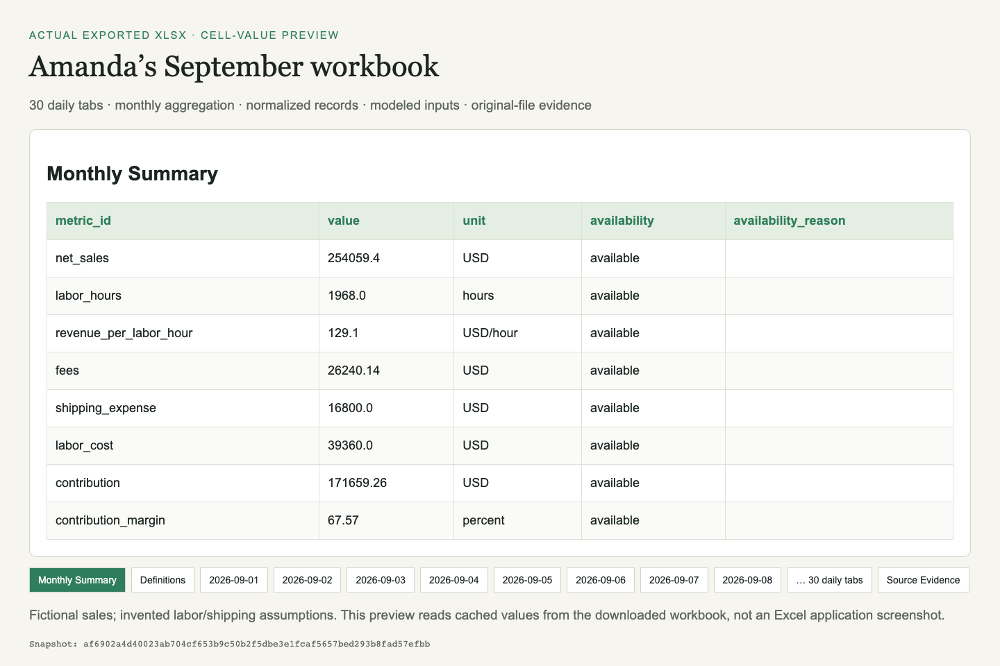 ACTUAL EXPORTED XLSX · CELL-VALUE PREVIEW
Amanda’s September workbook
30 daily tabs · monthly aggregation · normalized records · modeled inputs · original-file evidence
Monthly Summary
metric_id value unit availability availability_reason
net_sales 254059.4 USD available
labor_hours 1968.0 hours available
revenue_per_labor_hour 129.1 USD/hour available
fees 26240.14 USD available
shipping_expense 16800.0 USD available
labor_cost 39360.0 USD available
contribution 171659.26 USD available
contribution_margin 67.57 percent available
Monthly Summary Definitions 2026-09-01 2026-09-02 2026-09-03 2026-09-04 2026-09-05 2026-09-06 2026-09-07 2026-09-08 … 30 daily tabs Source Evidence
Fictional sales; invented labor/shipping assumptions. This preview reads cached values from the downloaded workbook, not an Excel application screenshot.
Snapshot: af6902a4d40023ab704cf653b9c50b2f5dbe3e1fcaf5657bed293b8fad57efbb